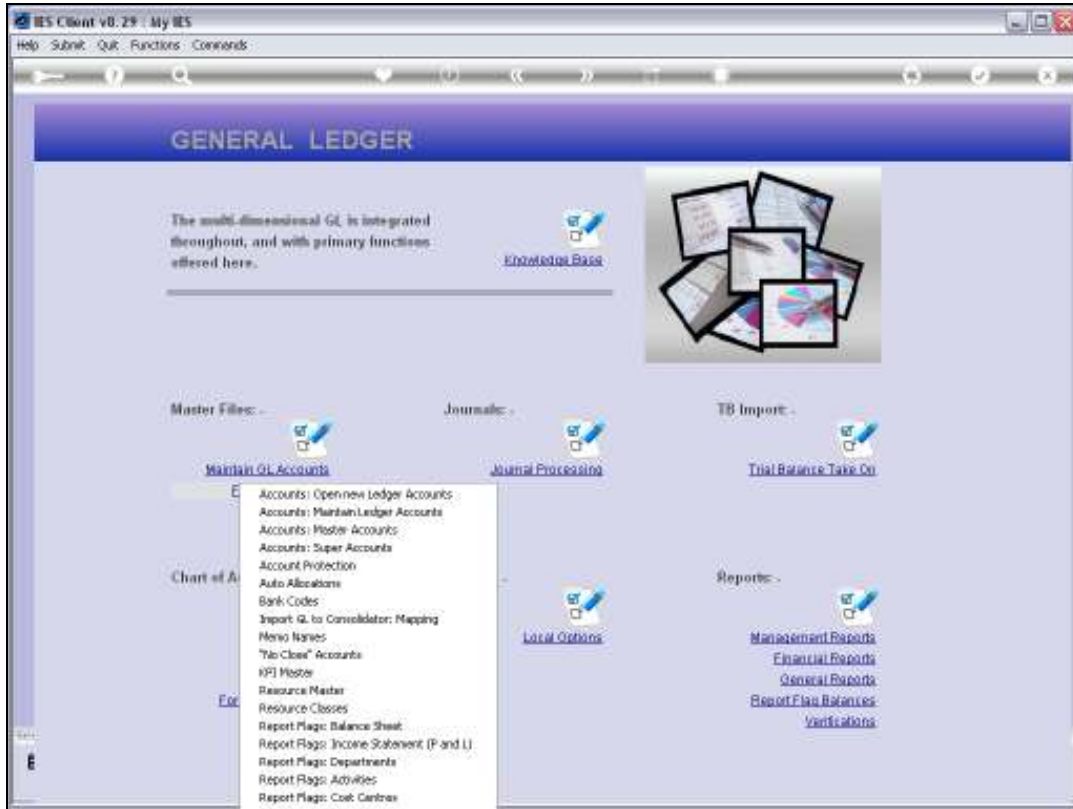 IES Client v8.29 : My IES
Help Submit Quit Functions Commands
GENERAL LEDGER
The multi-dimensional GL is integrated
throughout, and with primary functions
offered here.
Knowledge Base
Master Files: -
Journals: -
TB Import: -
Maintain GL Accounts
Journal Processing
Trial Balance Take On
Accounts: Open new Ledger Accounts
Accounts: Maintain Ledger Accounts
Accounts: Master Accounts
Accounts: Super Accounts
Account Protection
Auto Allocations
Bank Codes
Import GL to Consolidator: Mapping
Memo Names
"No Close" Accounts
KPI Master
Resource Master
Resource Classes
Report Flags: Balance Sheet
Report Flags: Income Statement (P and L)
Report Flags: Departments
Report Flags: Activities
Report Flags: Cost Centres
Chart of A
Reports: -
Local Options
Management Reports
Financial Reports
General Reports
Report Flag Balances
Verifications
For